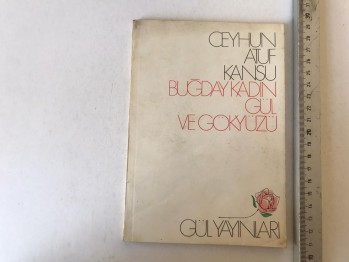 CEYHUN
ATUF
KANSU
BUĞDAY KADIN
GÜL
VE GÖKYÜZÜ
GÜL YAYINLARI